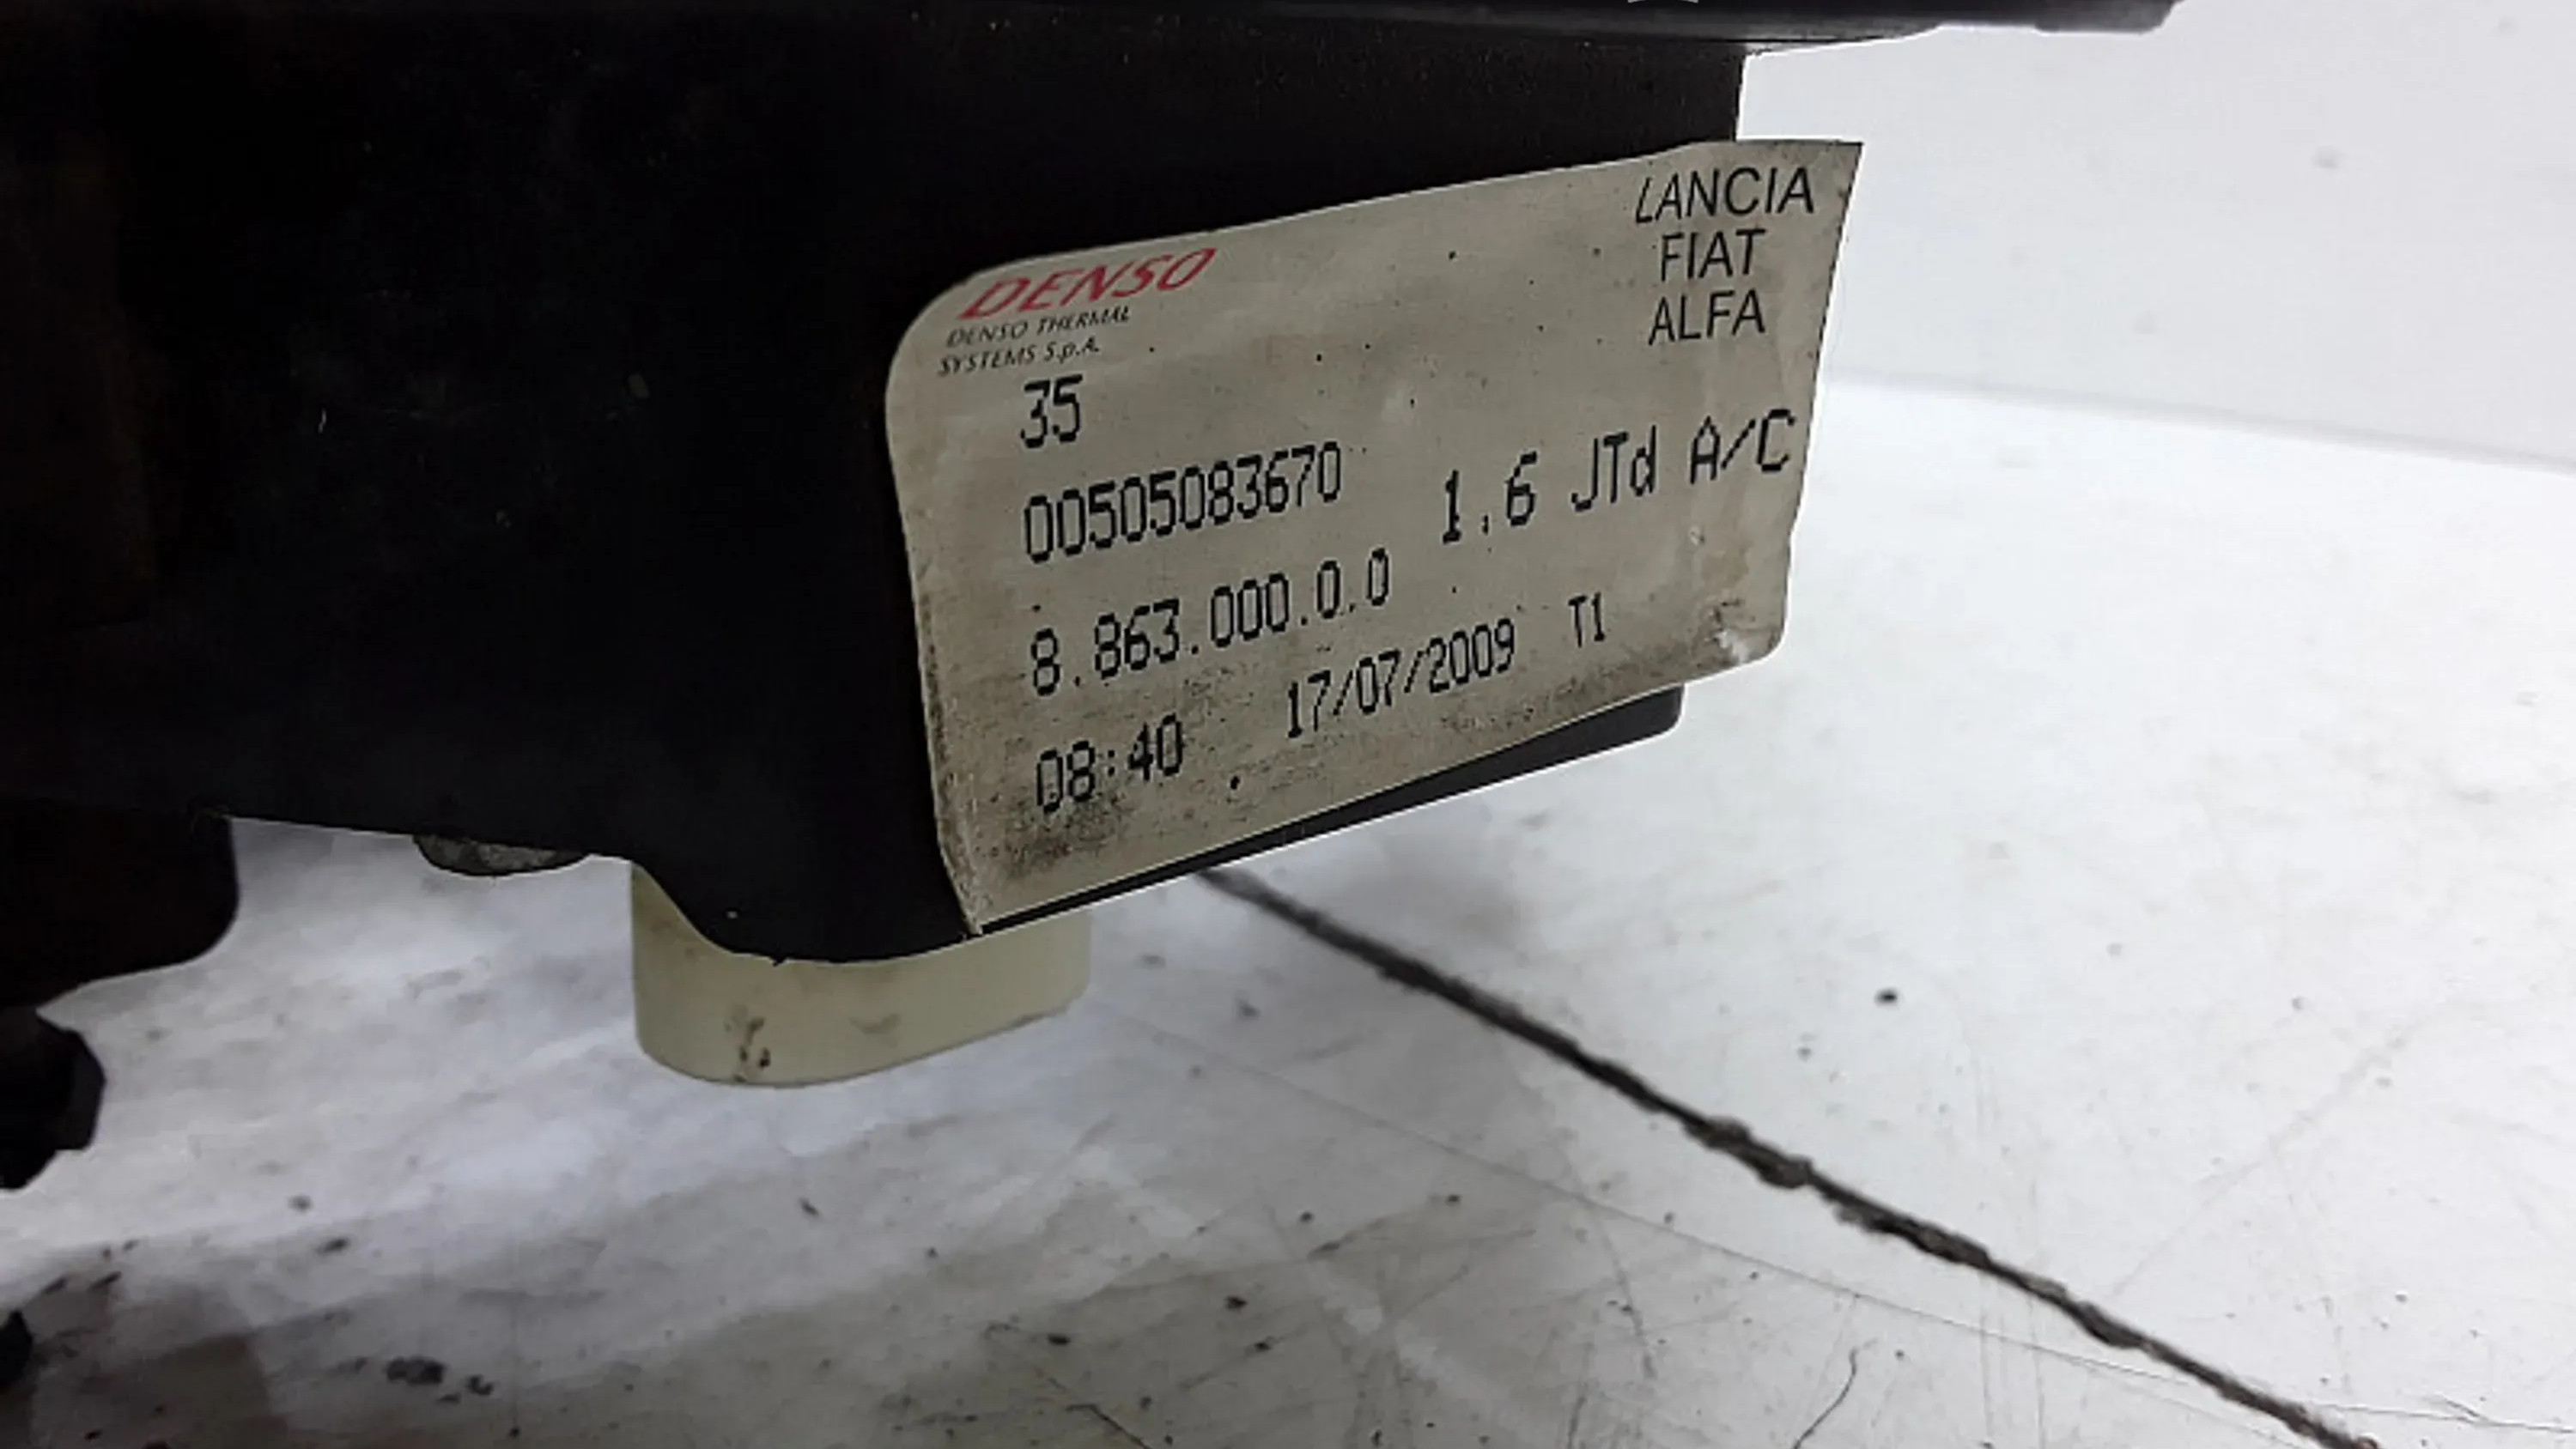 DENSO
DENSO THERMAL
SYSTEMS S.p.A.
LANCIA
FIAT
ALFA
35
00505083670
1.6 JTd A/C
8.863.000.0.0
08:40 17/07/2009 T1